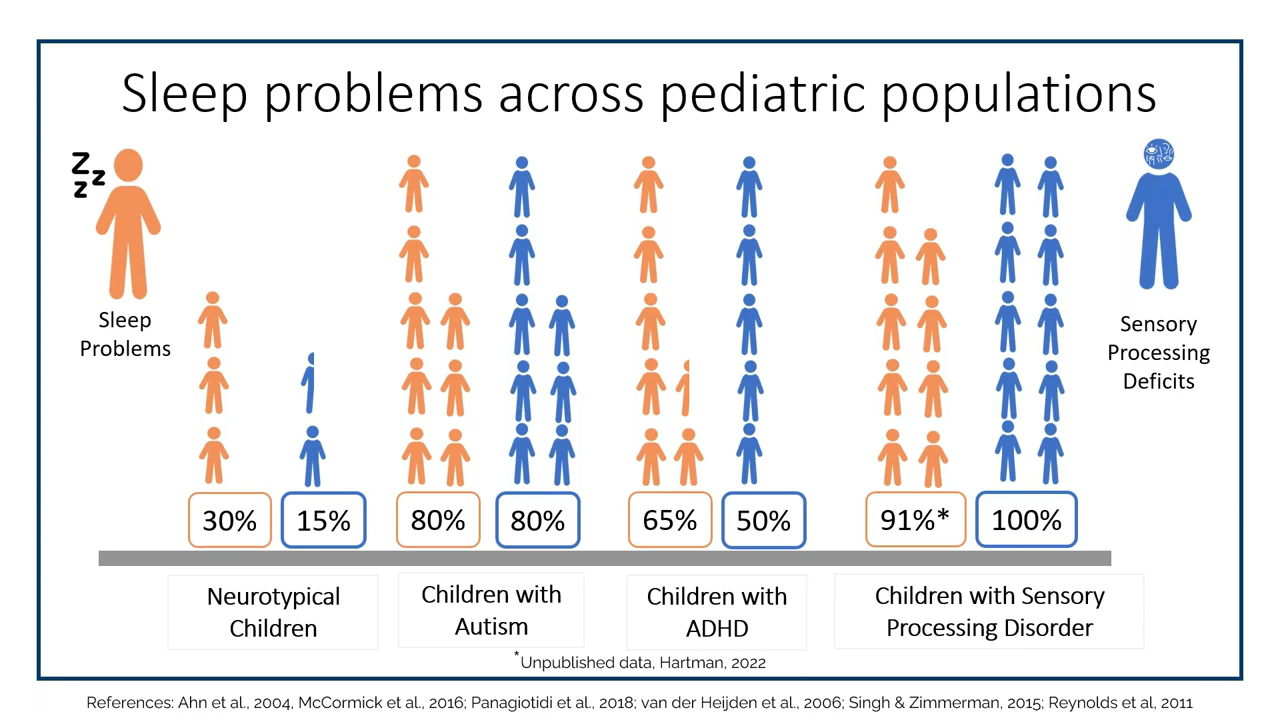 Sleep problems across pediatric populations
Z
z
z
Sleep
Problems
Sensory
Processing
Deficits
30%
15%
80%
80%
65%
50%
91%*
100%
Neurotypical
Children
Children with
Autism
Children with
ADHD
Children with Sensory
Processing Disorder
*Unpublished data, Hartman, 2022
References: Ahn et al., 2004, McCormick et al., 2016; Panagiotidi et al., 2018; van der Heijden et al., 2006; Singh & Zimmerman, 2015; Reynolds et al, 2011